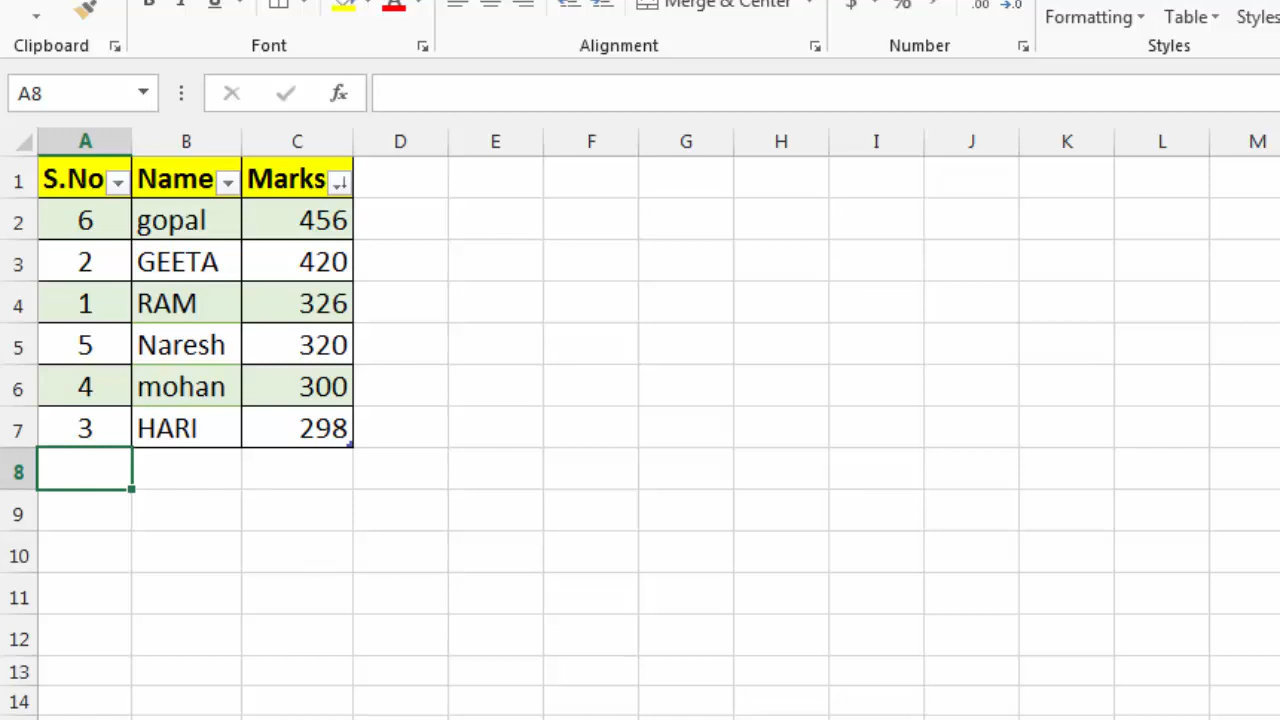 B I U Merge & Center $ % .00 .0
Formatting Table Styles
Clipboard Font Alignment Number Styles
A8 fx
A B C D E F G H I J K L M
1 S.No Name Marks
2 6 gopal 456
3 2 GEETA 420
4 1 RAM 326
5 5 Naresh 320
6 4 mohan 300
7 3 HARI 298
8
9
10
11
12
13
14